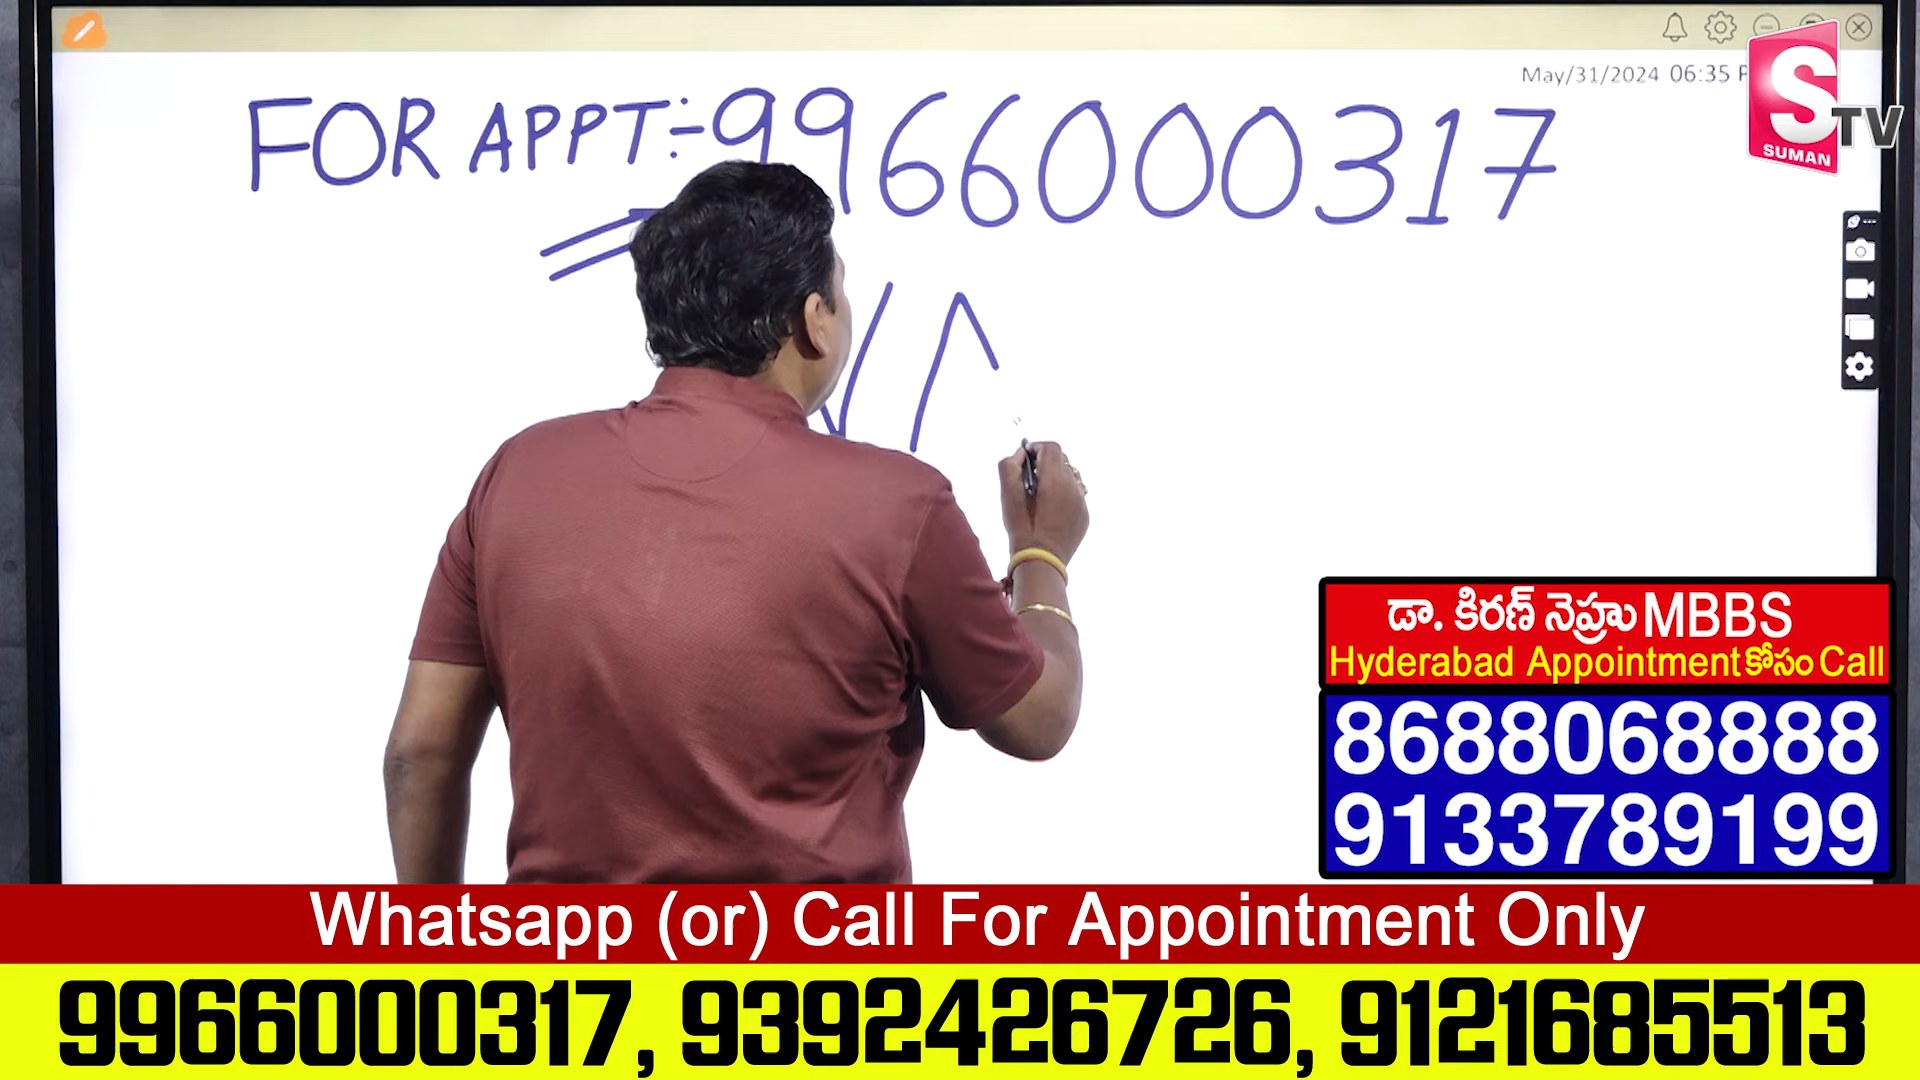 May/31/2024 06:35
S
TV
SUMAN
FOR APPT:- 9966000317
డా. కిరణ్ నెహ్రు MBBS
Hyderabad Appointment కోసం Call
8688068888
9133789199
Whatsapp (or) Call For Appointment Only
9966000317, 9392426726, 9121685513